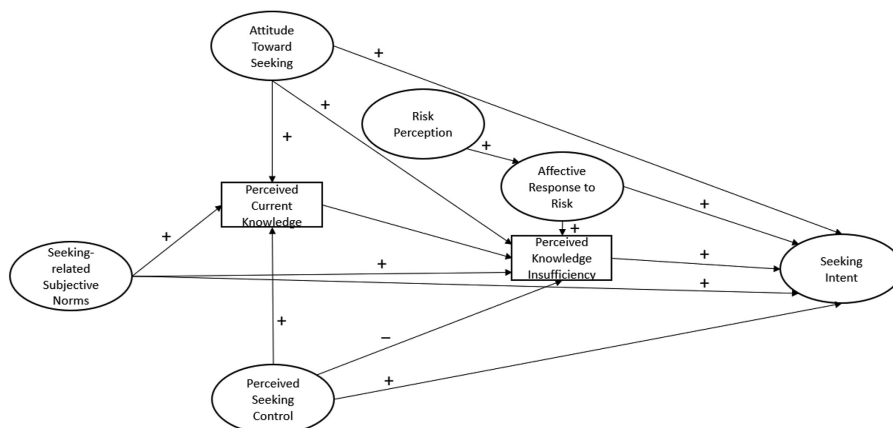 Attitude
Toward
Seeking
+
+
+
Risk
Perception
+
Affective
Response to
Risk
+
+
Perceived
Current
Knowledge
+
Perceived
Knowledge
Insufficiency
+
Seeking-
related
Subjective
Norms
+
+
Seeking
Intent
+
–
+
Perceived
Seeking
Control